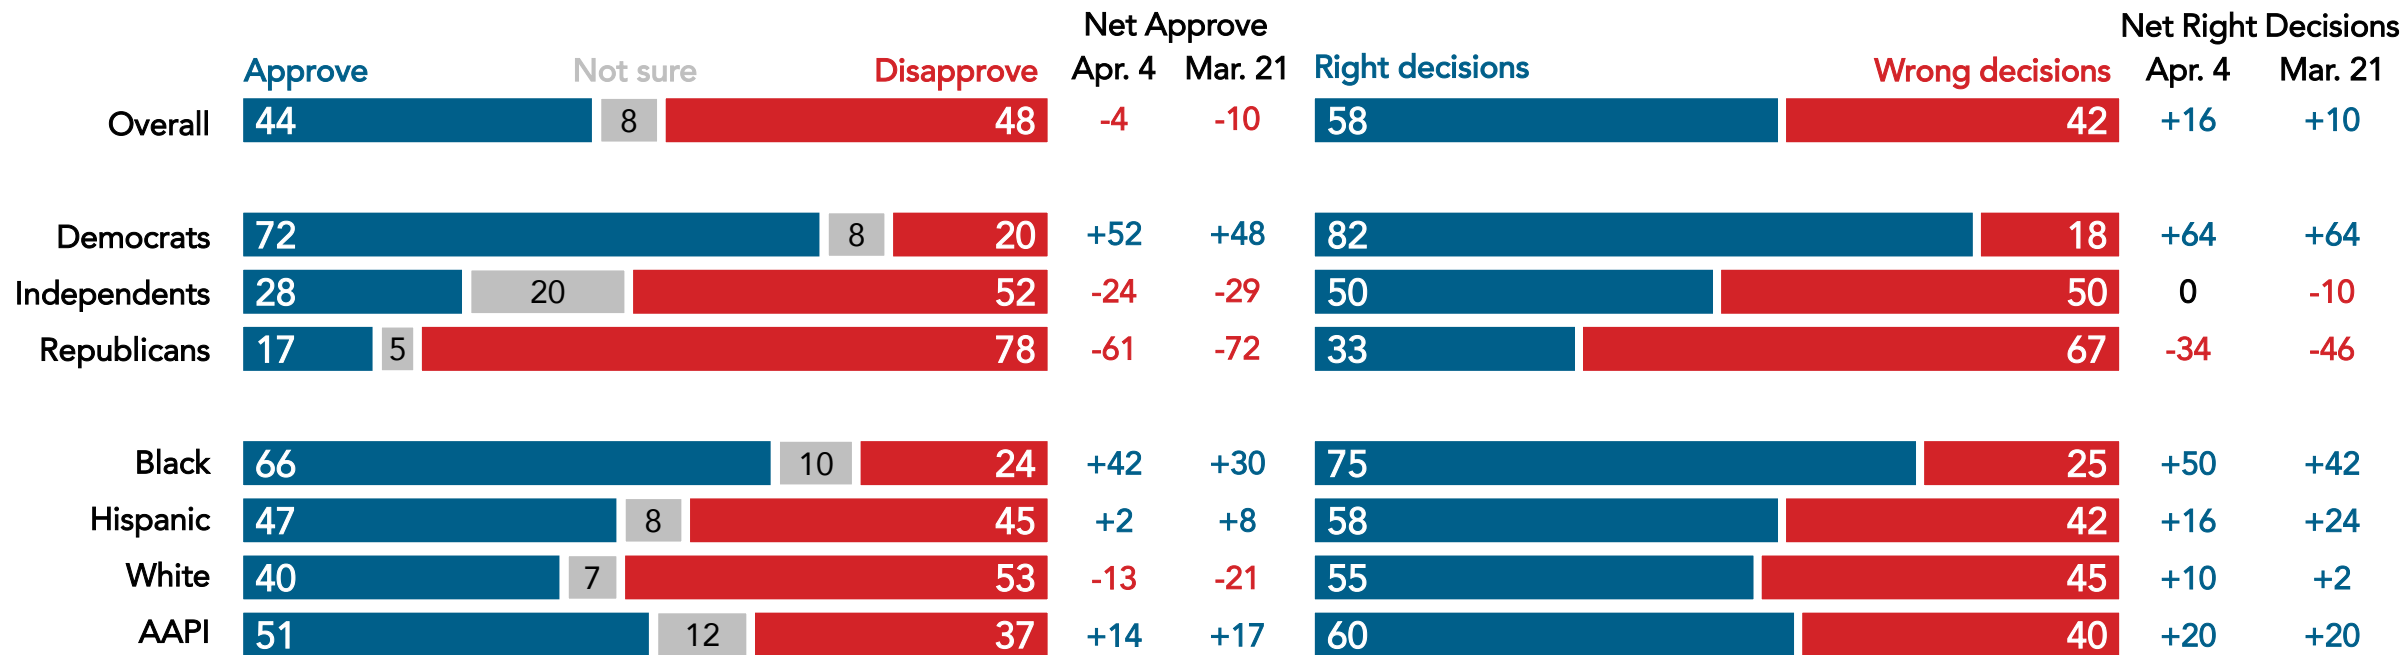 Net Approve Net Right Decisions
Approve Not sure Disapprove Apr. 4 Mar. 21 Right decisions Wrong decisions Apr. 4 Mar. 21
Overall 44 8 48 -4 -10 58 42 +16 +10
Democrats 72 8 20 +52 +48 82 18 +64 +64
Independents 28 20 52 -24 -29 50 50 0 -10
Republicans 17 5 78 -61 -72 33 67 -34 -46
Black 66 10 24 +42 +30 75 25 +50 +42
Hispanic 47 8 45 +2 +8 58 42 +16 +24
White 40 7 53 -13 -21 55 45 +10 +2
AAPI 51 12 37 +14 +17 60 40 +20 +20